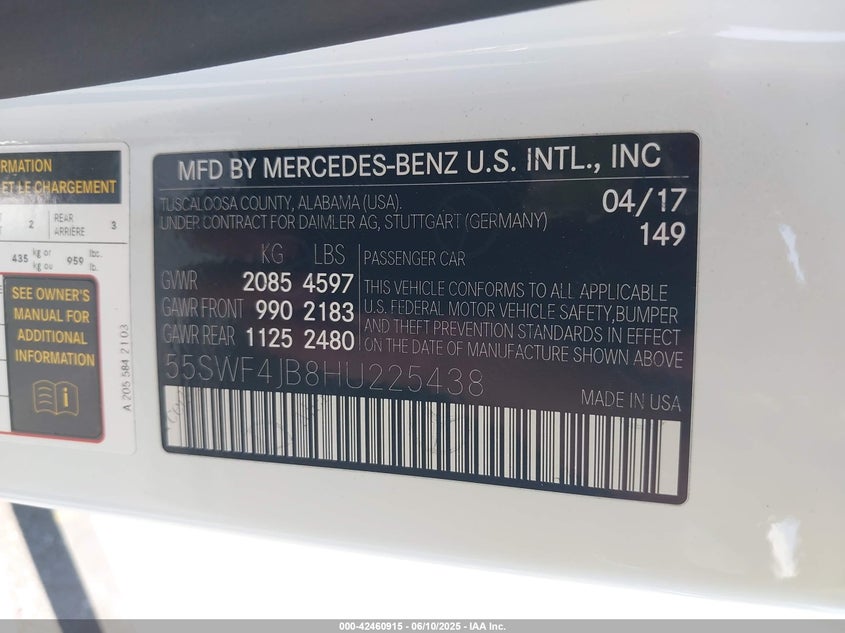 RMATION
ET LE CHARGEMENT
2 REAR ARRIÈRE 3
435 kg or kg ou 959 lbs. lb.
SEE OWNER'S
MANUAL FOR
ADDITIONAL
INFORMATION
A 205 584 21 03
MFD BY MERCEDES-BENZ U.S. INTL., INC
TUSCALOOSA COUNTY, ALABAMA (USA).
UNDER CONTRACT FOR DAIMLER AG, STUTTGART (GERMANY)
04/17
149
KG LBS
GVWR 2085 4597
GAWR FRONT 990 2183
GAWR REAR 1125 2480
PASSENGER CAR
THIS VEHICLE CONFORMS TO ALL APPLICABLE
U.S. FEDERAL MOTOR VEHICLE SAFETY,BUMPER
AND THEFT PREVENTION STANDARDS IN EFFECT
ON THE DATE OF MANUFACTURE SHOWN ABOVE
55SWF4JB8HU225438
MADE IN USA
000-42460915 - 06/10/2025 - IAA Inc.